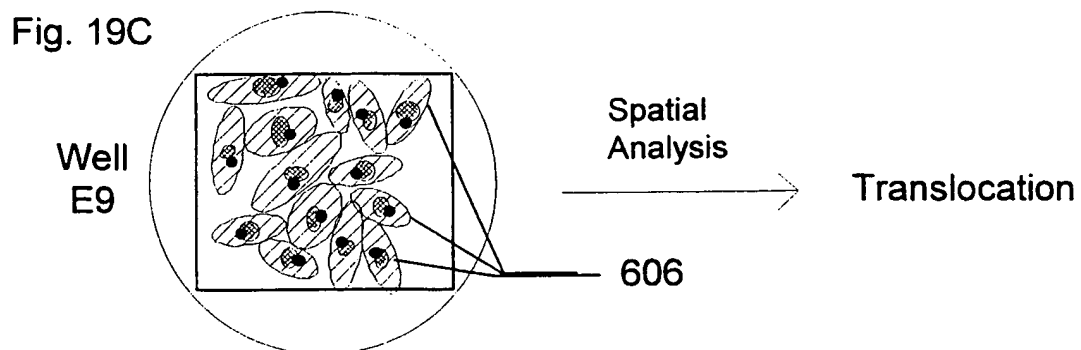 Fig. 19C
Well
E9
Spatial
Analysis
Translocation
606